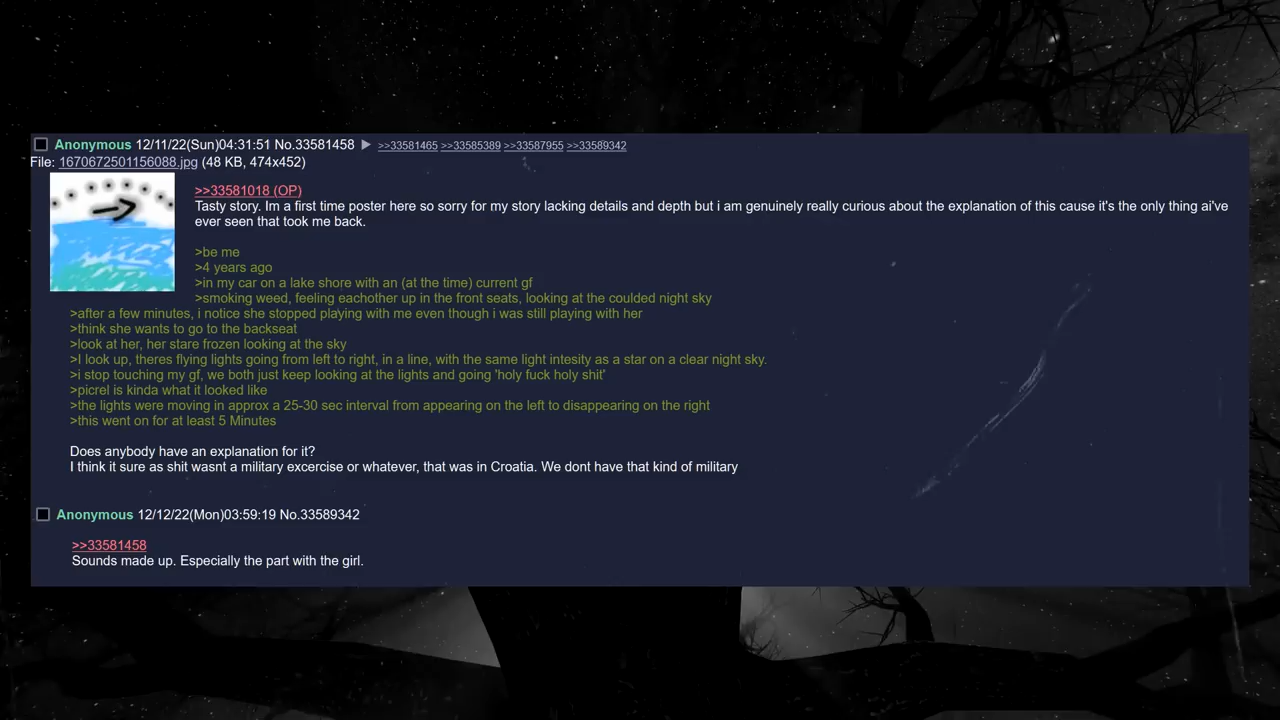 Anonymous 12/11/22(Sun)04:31:51 No.33581458 ▶ >>33581465 >>33585389 >>33587955 >>33589342
File: 1670672501156088.jpg (48 KB, 474x452)
>>33581018 (OP)
Tasty story. Im a first time poster here so sorry for my story lacking details and depth but i am genuinely really curious about the explanation of this cause it's the only thing ai've
ever seen that took me back.
>be me
>4 years ago
>in my car on a lake shore with an (at the time) current gf
>smoking weed, feeling eachother up in the front seats, looking at the coulded night sky
>after a few minutes, i notice she stopped playing with me even though i was still playing with her
>think she wants to go to the backseat
>look at her, her stare frozen looking at the sky
>I look up, theres flying lights going from left to right, in a line, with the same light intesity as a star on a clear night sky.
>i stop touching my gf, we both just keep looking at the lights and going 'holy fuck holy shit'
>picrel is kinda what it looked like
>the lights were moving in approx a 25-30 sec interval from appearing on the left to disappearing on the right
>this went on for at least 5 Minutes
Does anybody have an explanation for it?
I think it sure as shit wasnt a military excercise or whatever, that was in Croatia. We dont have that kind of military
Anonymous 12/12/22(Mon)03:59:19 No.33589342
>>33581458
Sounds made up. Especially the part with the girl.